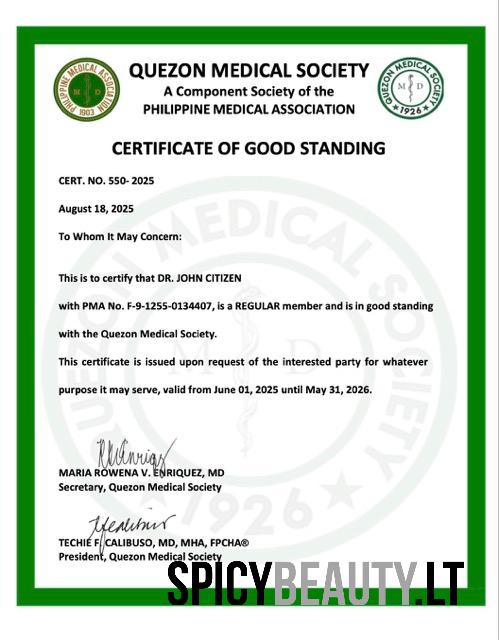 PHILIPPINE MEDICAL ASSOCIATION
M D
1903
QUEZON MEDICAL SOCIETY
A Component Society of the
PHILIPPINE MEDICAL ASSOCIATION
QUEZON MEDICAL SOCIETY
M D
1926
CERTIFICATE OF GOOD STANDING
CERT. NO. 550- 2025
August 18, 2025
To Whom It May Concern:
This is to certify that DR. JOHN CITIZEN
with PMA No. F-9-1255-0134407, is a REGULAR member and is in good standing
with the Quezon Medical Society.
This certificate is issued upon request of the interested party for whatever
purpose it may serve, valid from June 01, 2025 until May 31, 2026.
QUEZON MEDICAL SOCIETY
M D
1926
MARIA ROWENA V. ENRIQUEZ, MD
Secretary, Quezon Medical Society
TECHIE F. CALIBUSO, MD, MHA, FPCHA®
President, Quezon Medical Society
SPICYBEAUTY.LT